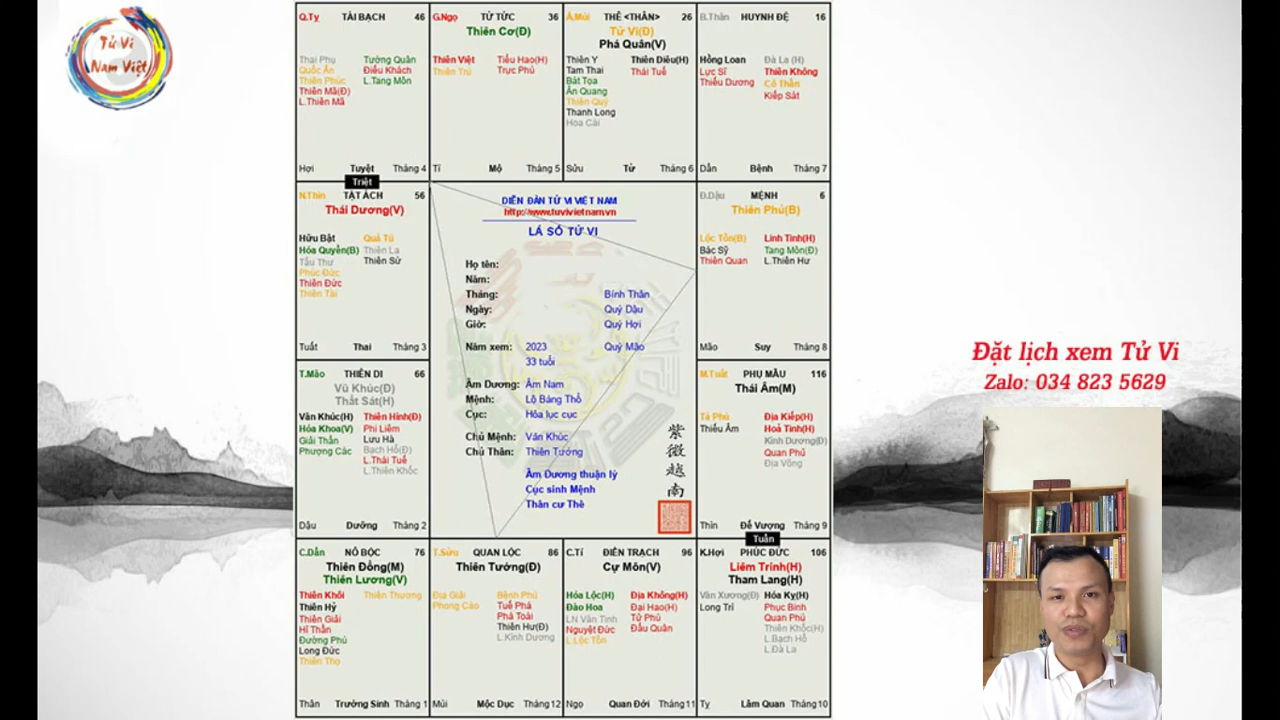 Tử Vi
Nam Việt
Q.Tỵ TÀI BẠCH 46
Thai Phụ Tướng Quân
Quốc Ấn Điếu Khách
Thiên Phúc L.Tang Môn
Thiên Mã(Đ)
L.Thiên Mã
Hợi Tuyệt Tháng 4
G.Ngọ TỬ TỨC 36
Thiên Cơ(Đ)
Thiên Việt Tiểu Hao(H)
Thiên Trù Trực Phù
Tí Mộ Tháng 5
Ấ.Mùi THÊ <THÂN> 26
Tử Vi(Đ)
Phá Quân(V)
Thiên Y Thiên Diêu(H)
Tam Thai Thái Tuế
Bát Tọa
Ân Quang
Thiên Quý
Thanh Long
Hoa Cái
Sửu Tử Tháng 6
B.Thân HUYNH ĐỆ 16
Hồng Loan Đà La (H)
Lực Sĩ Thiên Không
Thiếu Dương Cô Thần
Kiếp Sát
Dần Bệnh Tháng 7
Triệt
N.Thìn TẬT ÁCH 56
Thái Dương(V)
Hữu Bật Quả Tú
Hóa Quyền(B) Thiên La
Tấu Thư Thiên Sứ
Phúc Đức
Thiên Đức
Thiên Tài
Tuất Thai Tháng 3
DIỄN ĐÀN TỬ VI VIỆT NAM
http://www.tuvivietnam.vn
LÁ SỐ TỬ VI
Họ tên:
Năm:
Tháng: Bính Thân
Ngày: Quý Dậu
Giờ: Quý Hợi
Năm xem: 2023 Quý Mão
33 tuổi
Âm Dương: Âm Nam
Mệnh: Lộ Bàng Thổ
Cục: Hỏa lục cục
Chủ Mệnh: Văn Khúc
Chủ Thân: Thiên Tướng
Âm Dương thuận lý
Cục sinh Mệnh
Thân cư Thê
紫
微
越
南
Đ.Dậu MỆNH 6
Thiên Phủ(B)
Lộc Tồn(B) Linh Tinh(H)
Bác Sỹ Tang Môn(Đ)
Thiên Quan L.Thiên Hư
Mão Suy Tháng 8
T.Mão THIÊN DI 66
Vũ Khúc(Đ)
Thất Sát(H)
Văn Khúc(H) Thiên Hình(Đ)
Hóa Khoa(V) Phi Liêm
Giải Thần Lưu Hà
Phượng Các Bạch Hổ(Đ)
L.Thái Tuế
L.Thiên Khốc
Dậu Dưỡng Tháng 2
M.Tuất PHỤ MẪU 116
Thái Âm(M)
Tả Phù Địa Kiếp(H)
Thiếu Âm Hoả Tinh(H)
Kình Dương(Đ)
Quan Phủ
Địa Võng
Thìn Đế Vượng Tháng 9
Tuần
C.Dần NÔ BỘC 76
Thiên Đồng(M)
Thiên Lương(V)
Thiên Khôi Thiên Thương
Thiên Hỷ
Thiên Giải
Hỉ Thần
Đường Phù
Long Đức
Thiên Thọ
Thân Trường Sinh Tháng 1
T.Sửu QUAN LỘC 86
Thiên Tướng(Đ)
Địa Giải Bệnh Phù
Phong Cáo Tuế Phá
Phá Toái
Thiên Hư(Đ)
L.Kình Dương
Mùi Mộc Dục Tháng 12
C.Tí ĐIỀN TRẠCH 96
Cự Môn(V)
Hóa Lộc(H) Địa Không(H)
Đào Hoa Đại Hao(H)
LN Văn Tinh Tử Phù
Nguyệt Đức Đẩu Quân
L.Lộc Tồn
Ngọ Quan Đới Tháng 11
K.Hợi PHÚC ĐỨC 106
Liêm Trinh(H)
Tham Lang(H)
Văn Xương(Đ) Hóa Kỵ(H)
Long Trì Phục Binh
Quan Phù
Thiên Khốc(H)
L.Bạch Hổ
L.Đà La
Tỵ Lâm Quan Tháng 10
Đặt lịch xem Tử Vi
Zalo: 034 823 5629